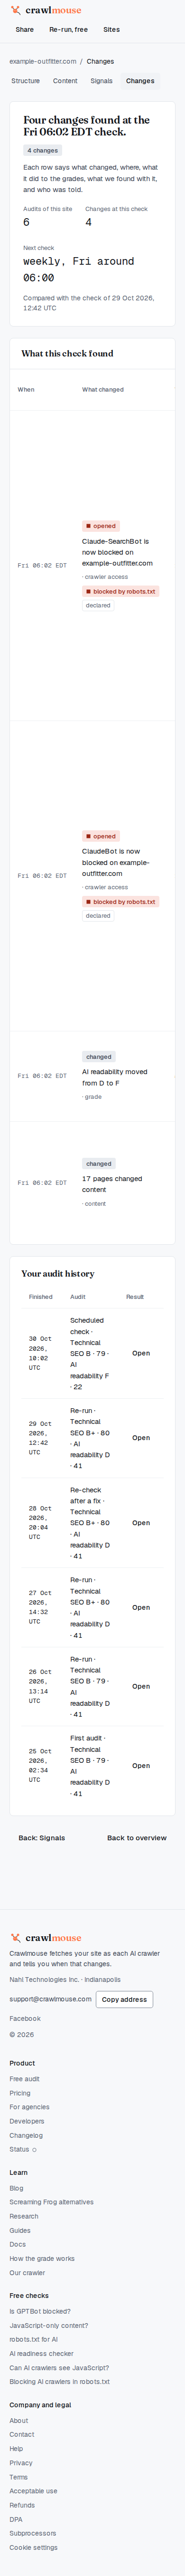 crawlmouse
Share Re-run, free Sites
example-outfitter.com / Changes
Structure Content Signals Changes
Four changes found at the
Fri 06:02 EDT check.
4 changes
Each row says what changed, where, what
it did to the grades, what we found with it,
and who was told.
Audits of this site Changes at this check
6 4
Next check
weekly, Fri around
06:00
Compared with the check of 29 Oct 2026,
12:42 UTC
What this check found
When What changed
Fri 06:02 EDT
opened
Claude-SearchBot is
now blocked on
example-outfitter.com
· crawler access
blocked by robots.txt
declared
Fri 06:02 EDT
opened
ClaudeBot is now
blocked on example-
outfitter.com
· crawler access
blocked by robots.txt
declared
Fri 06:02 EDT
changed
AI readability moved
from D to F
· grade
Fri 06:02 EDT
changed
17 pages changed
content
· content
Your audit history
Finished Audit Result
30 Oct
2026,
10:02
UTC
Scheduled
check ·
Technical
SEO B · 79 ·
AI
readability F
· 22
Open
29 Oct
2026,
12:42
UTC
Re-run ·
Technical
SEO B+ · 80
· AI
readability D
· 41
Open
28 Oct
2026,
20:04
UTC
Re-check
after a fix ·
Technical
SEO B+ · 80
· AI
readability D
· 41
Open
27 Oct
2026,
14:32
UTC
Re-run ·
Technical
SEO B+ · 80
· AI
readability D
· 41
Open
26 Oct
2026,
13:14
UTC
Re-run ·
Technical
SEO B · 79 ·
AI
readability D
· 41
Open
25 Oct
2026,
02:34
UTC
First audit ·
Technical
SEO B · 79 ·
AI
readability D
· 41
Open
Back: Signals Back to overview
crawlmouse
Crawlmouse fetches your site as each AI crawler
and tells you when that changes.
Nahl Technologies Inc. · Indianapolis
support@crawlmouse.com Copy address
Facebook
© 2026
Product
Free audit
Pricing
For agencies
Developers
Changelog
Status
Learn
Blog
Screaming Frog alternatives
Research
Guides
Docs
How the grade works
Our crawler
Free checks
Is GPTBot blocked?
JavaScript-only content?
robots.txt for AI
AI readiness checker
Can AI crawlers see JavaScript?
Blocking AI crawlers in robots.txt
Company and legal
About
Contact
Help
Privacy
Terms
Acceptable use
Refunds
DPA
Subprocessors
Cookie settings